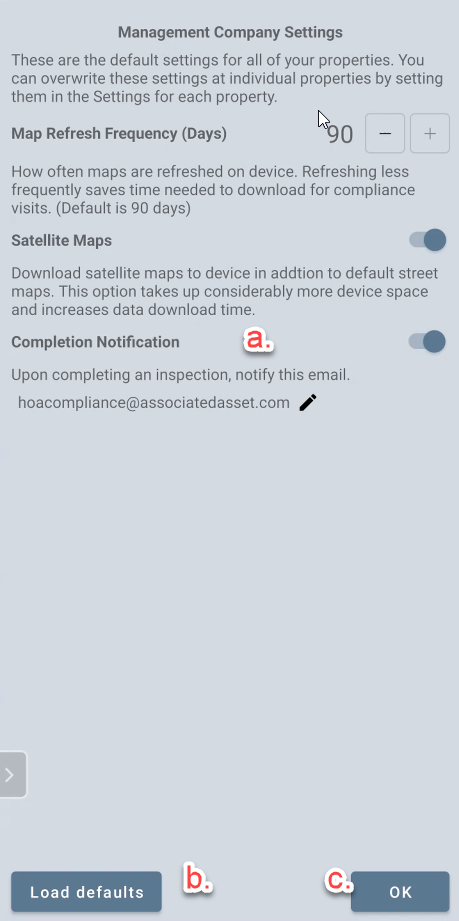 Management Company Settings
These are the default settings for all of your properties. You
can overwrite these settings at individual properties by setting
them in the Settings for each property.
Map Refresh Frequency (Days) 90 − +
How often maps are refreshed on device. Refreshing less
frequently saves time needed to download for compliance
visits. (Default is 90 days)
Satellite Maps
Download satellite maps to device in addtion to default street
maps. This option takes up considerably more device space
and increases data download time.
Completion Notification a.
Upon completing an inspection, notify this email.
hoacompliance@associatedasset.com
Load defaults b. c. OK